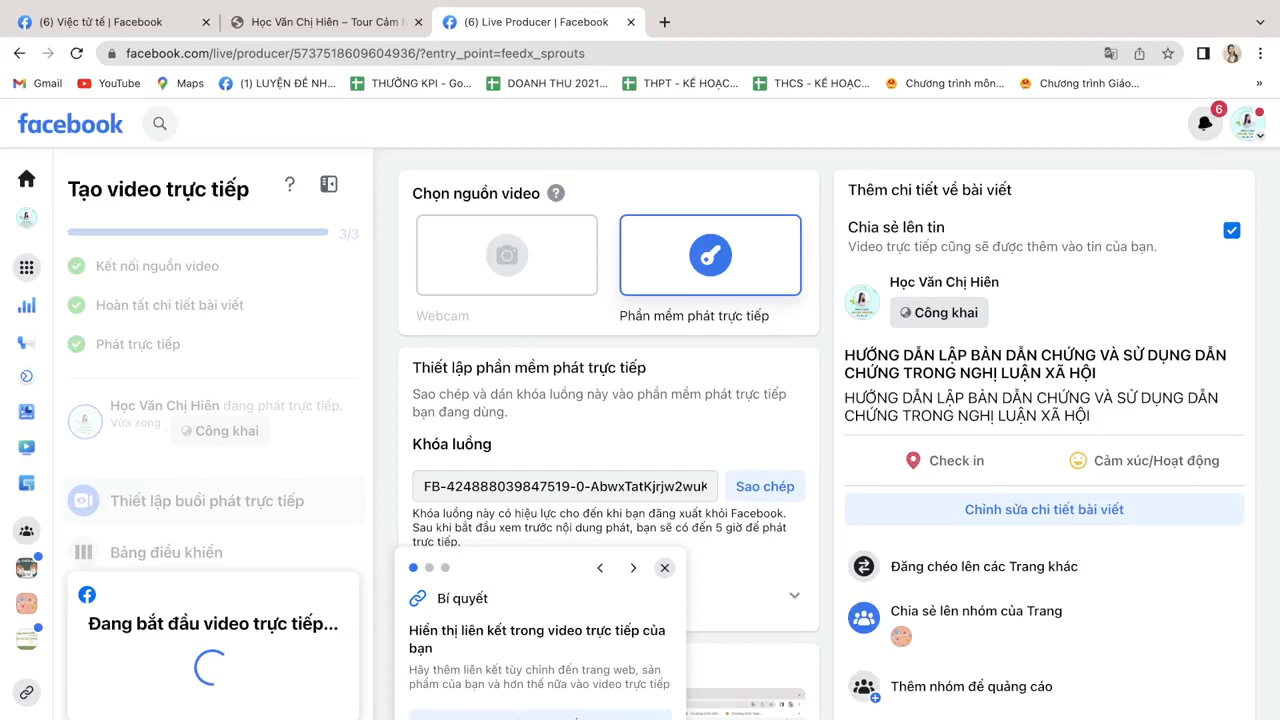 (6) Việc tử tế | Facebook
Học Văn Chị Hiên – Tour Cảm h
(6) Live Producer | Facebook
facebook.com/live/producer/5737518609604936/?entry_point=feedx_sprouts
Gmail
YouTube
Maps
(1) LUYỆN ĐỀ NH...
THƯỞNG KPI - Go...
DOANH THU 2021...
THPT - KẾ HOẠC...
THCS - KẾ HOẠC...
Chương trình môn...
Chương trình Giáo...
»
facebook
6
Tạo video trực tiếp
?
3/3
Kết nối nguồn video
Hoàn tất chi tiết bài viết
Phát trực tiếp
Học Văn Chị Hiên đang phát trực tiếp.
Vừa xong
Công khai
Thiết lập buổi phát trực tiếp
Bảng điều khiển
Đang bắt đầu video trực tiếp...
Chọn nguồn video ?
Webcam
Phần mềm phát trực tiếp
Thiết lập phần mềm phát trực tiếp
Sao chép và dán khóa luồng này vào phần mềm phát trực tiếp
bạn đang dùng.
Khóa luồng
FB-424888039847519-0-AbwxTatKjrjw2wuK
Sao chép
Khóa luồng này có hiệu lực cho đến khi bạn đăng xuất khỏi Facebook.
Sau khi bắt đầu xem trước nội dung phát, bạn sẽ có đến 5 giờ để phát
trực tiếp.
Bí quyết
Hiển thị liên kết trong video trực tiếp của
bạn
Hãy thêm liên kết tùy chỉnh đến trang web, sản
phẩm của bạn và hơn thế nữa vào video trực tiếp
Thêm chi tiết về bài viết
Chia sẻ lên tin
Video trực tiếp cũng sẽ được thêm vào tin của bạn.
Học Văn Chị Hiên
Công khai
HƯỚNG DẪN LẬP BẢN DẪN CHỨNG VÀ SỬ DỤNG DẪN
CHỨNG TRONG NGHỊ LUẬN XÃ HỘI
HƯỚNG DẪN LẬP BẢN DẪN CHỨNG VÀ SỬ DỤNG DẪN
CHỨNG TRONG NGHỊ LUẬN XÃ HỘI
Check in
Cảm xúc/Hoạt động
Chỉnh sửa chi tiết bài viết
Đăng chéo lên các Trang khác
Chia sẻ lên nhóm của Trang
Thêm nhóm để quảng cáo